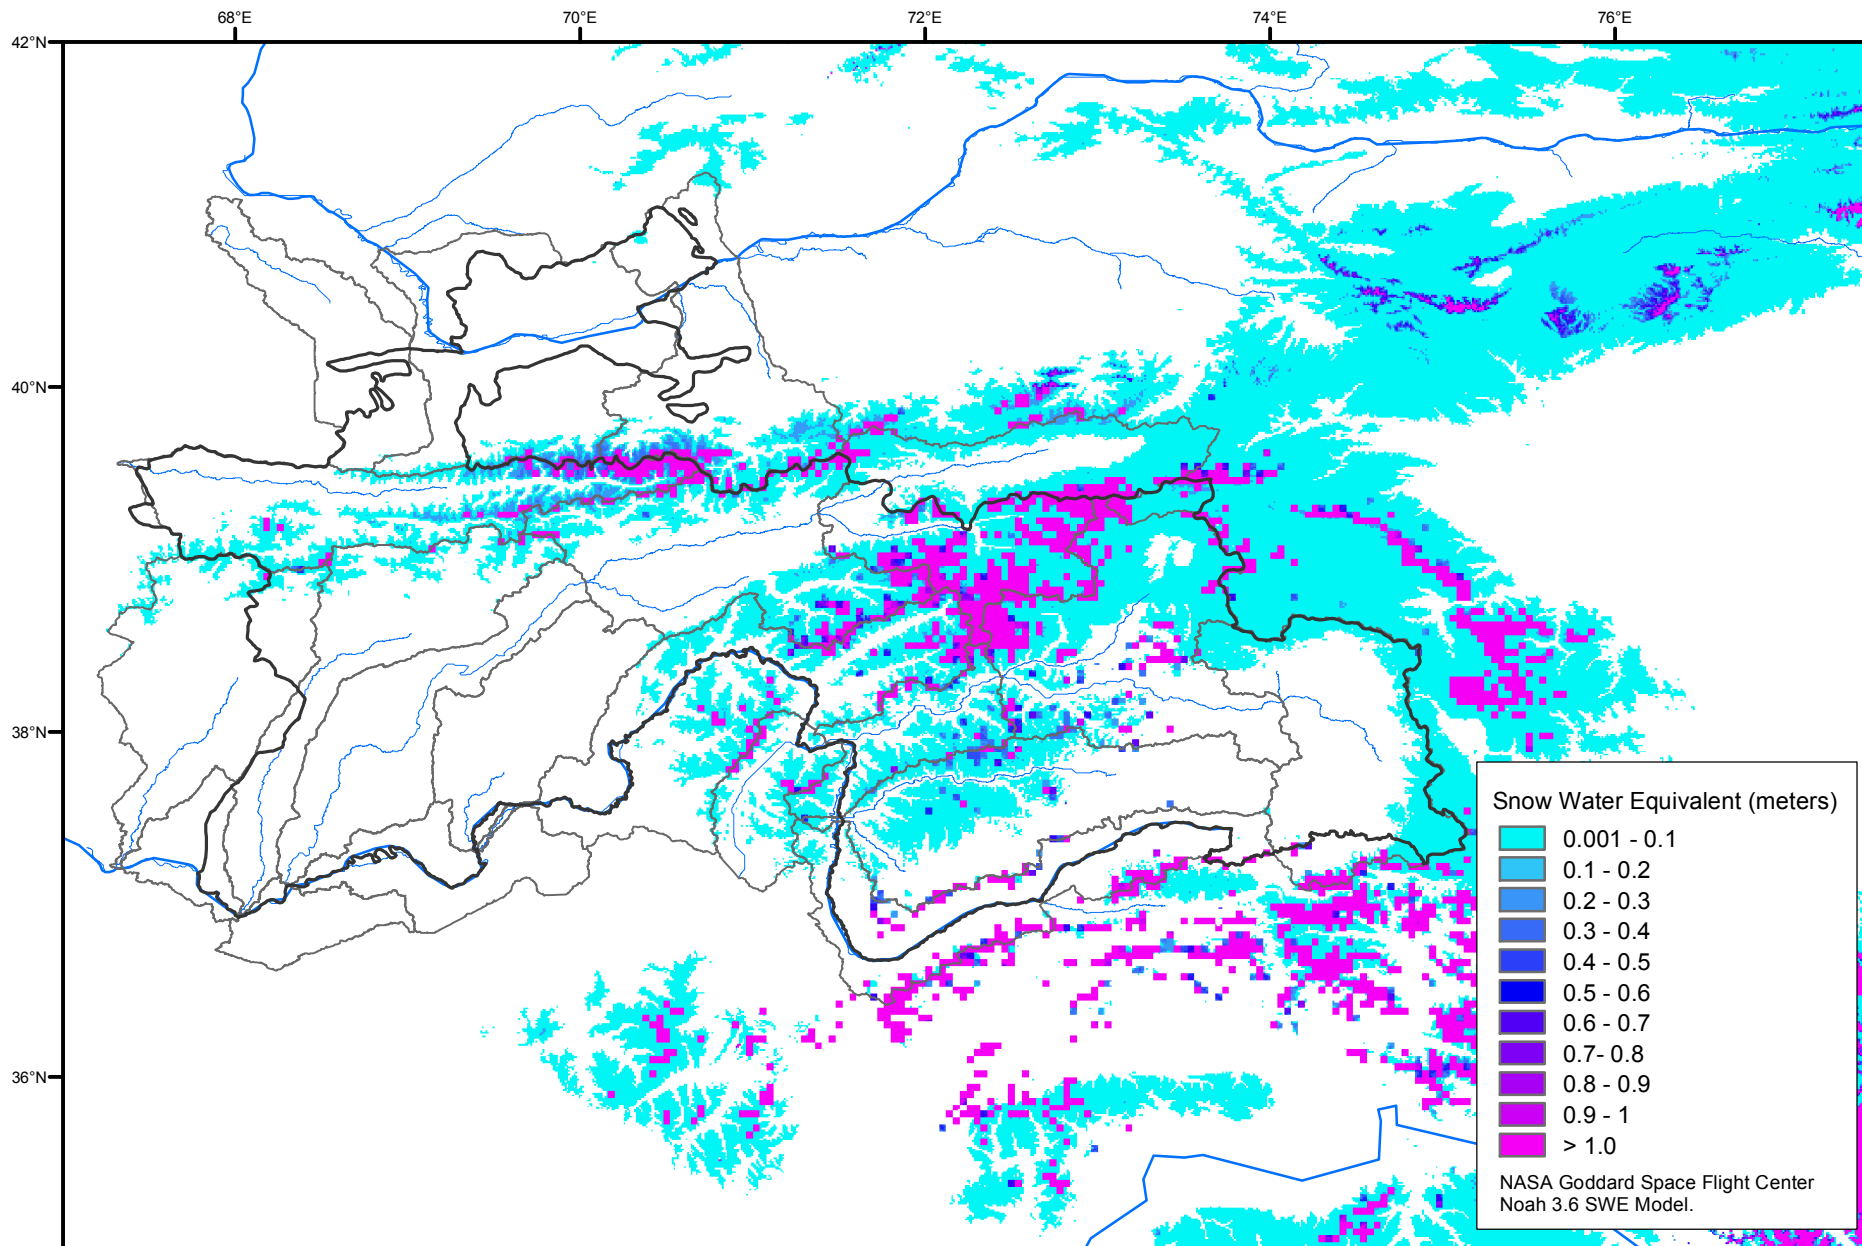 68°E
70°E
72°E
74°E
76°E
42°N
40°N
38°N
36°N
Snow Water Equivalent (meters)
0.001 - 0.1
0.1 - 0.2
0.2 - 0.3
0.3 - 0.4
0.4 - 0.5
0.5 - 0.6
0.6 - 0.7
0.7- 0.8
0.8 - 0.9
0.9 - 1
> 1.0
NASA Goddard Space Flight Center
Noah 3.6 SWE Model.